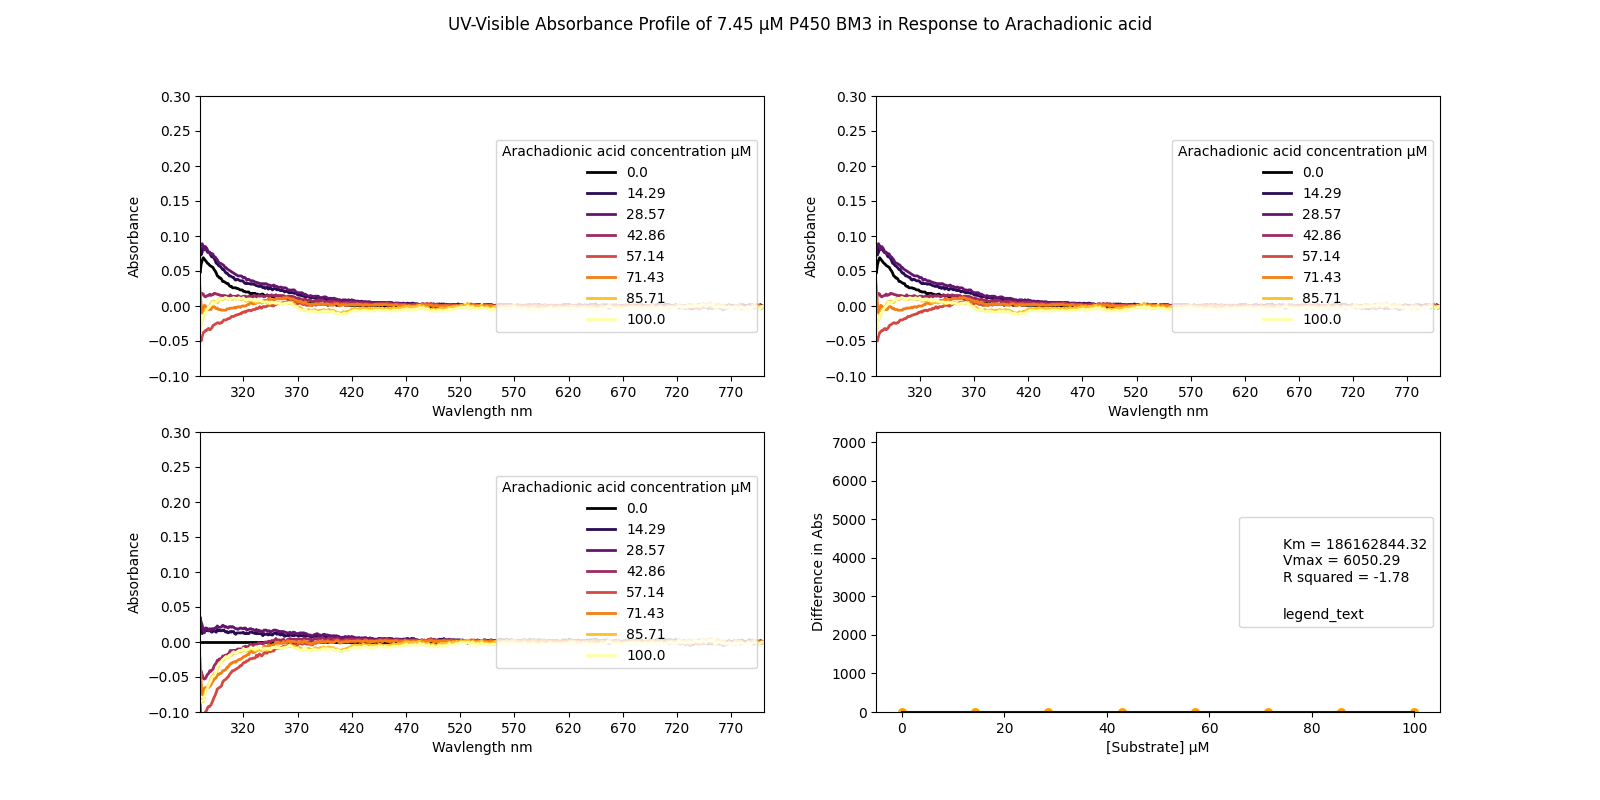 UV-Visible Absorbance Profile of 7.45 μM P450 BM3 in Response to Arachadionic acid
0.30
0.25
0.20
0.15
0.10
0.05
0.00
−0.05
−0.10
Absorbance
Arachadionic acid concentration μM
0.0
14.29
28.57
42.86
57.14
71.43
85.71
100.0
320 370 420 470 520 570 620 670 720 770
Wavlength nm
0.30
0.25
0.20
0.15
0.10
0.05
0.00
−0.05
−0.10
Absorbance
Arachadionic acid concentration μM
0.0
14.29
28.57
42.86
57.14
71.43
85.71
100.0
320 370 420 470 520 570 620 670 720 770
Wavlength nm
0.30
0.25
0.20
0.15
0.10
0.05
0.00
−0.05
−0.10
Absorbance
Arachadionic acid concentration μM
0.0
14.29
28.57
42.86
57.14
71.43
85.71
100.0
320 370 420 470 520 570 620 670 720 770
Wavlength nm
7000
6000
5000
4000
3000
2000
1000
0
Difference in Abs
Km = 186162844.32
Vmax = 6050.29
R squared = -1.78
legend_text
0 20 40 60 80 100
[Substrate] μM